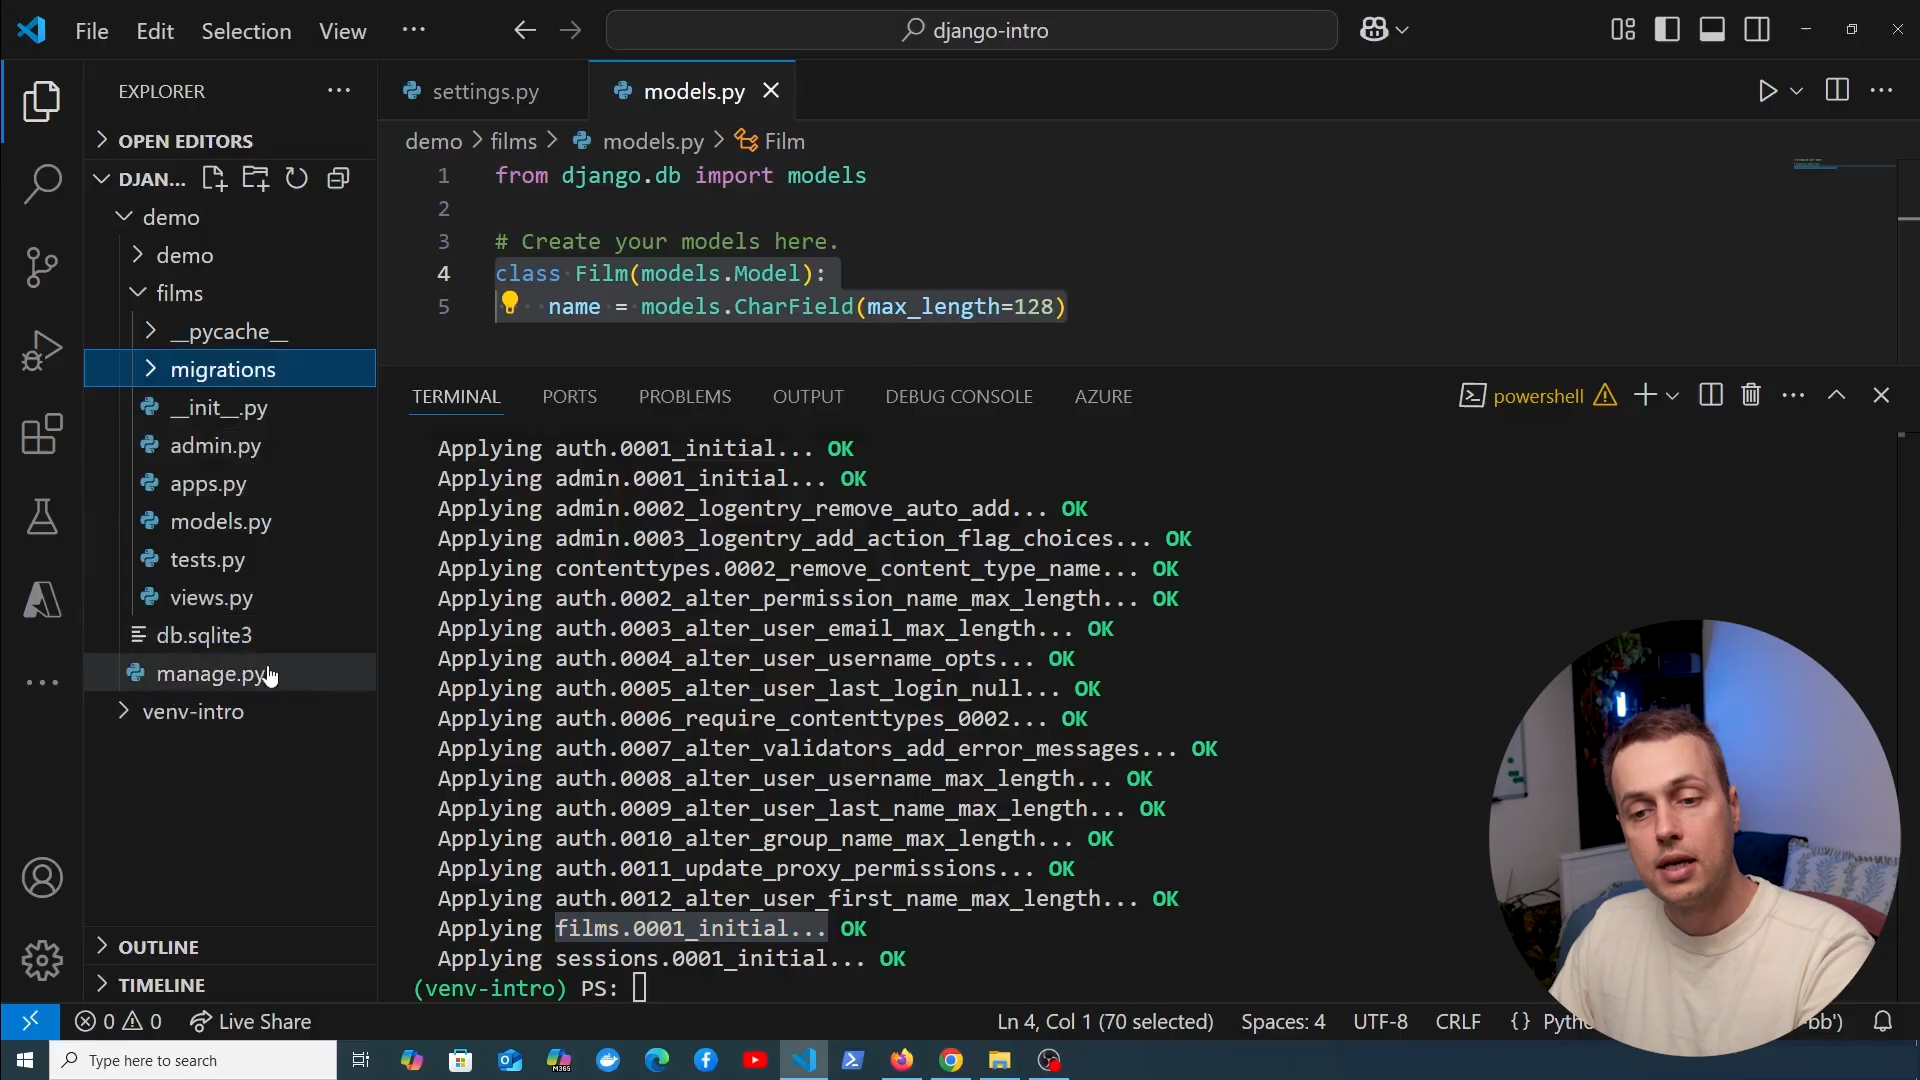 File Edit Selection View ··· django-intro
EXPLORER
OPEN EDITORS
DJAN...
demo
demo
films
__pycache__
migrations
__init__.py
admin.py
apps.py
models.py
tests.py
views.py
db.sqlite3
manage.py
venv-intro
OUTLINE
TIMELINE
settings.py models.py
demo > films > models.py > Film
1 from django.db import models
2
3 # Create your models here.
4 class Film(models.Model):
5 name = models.CharField(max_length=128)
TERMINAL PORTS PROBLEMS OUTPUT DEBUG CONSOLE AZURE powershell
Applying auth.0001_initial... OK
Applying admin.0001_initial... OK
Applying admin.0002_logentry_remove_auto_add... OK
Applying admin.0003_logentry_add_action_flag_choices... OK
Applying contenttypes.0002_remove_content_type_name... OK
Applying auth.0002_alter_permission_name_max_length... OK
Applying auth.0003_alter_user_email_max_length... OK
Applying auth.0004_alter_user_username_opts... OK
Applying auth.0005_alter_user_last_login_null... OK
Applying auth.0006_require_contenttypes_0002... OK
Applying auth.0007_alter_validators_add_error_messages... OK
Applying auth.0008_alter_user_username_max_length... OK
Applying auth.0009_alter_user_last_name_max_length... OK
Applying auth.0010_alter_group_name_max_length... OK
Applying auth.0011_update_proxy_permissions... OK
Applying auth.0012_alter_user_first_name_max_length... OK
Applying films.0001_initial... OK
Applying sessions.0001_initial... OK
(venv-intro) PS:
0 0 Live Share Ln 4, Col 1 (70 selected) Spaces: 4 UTF-8 CRLF {}
Type here to search